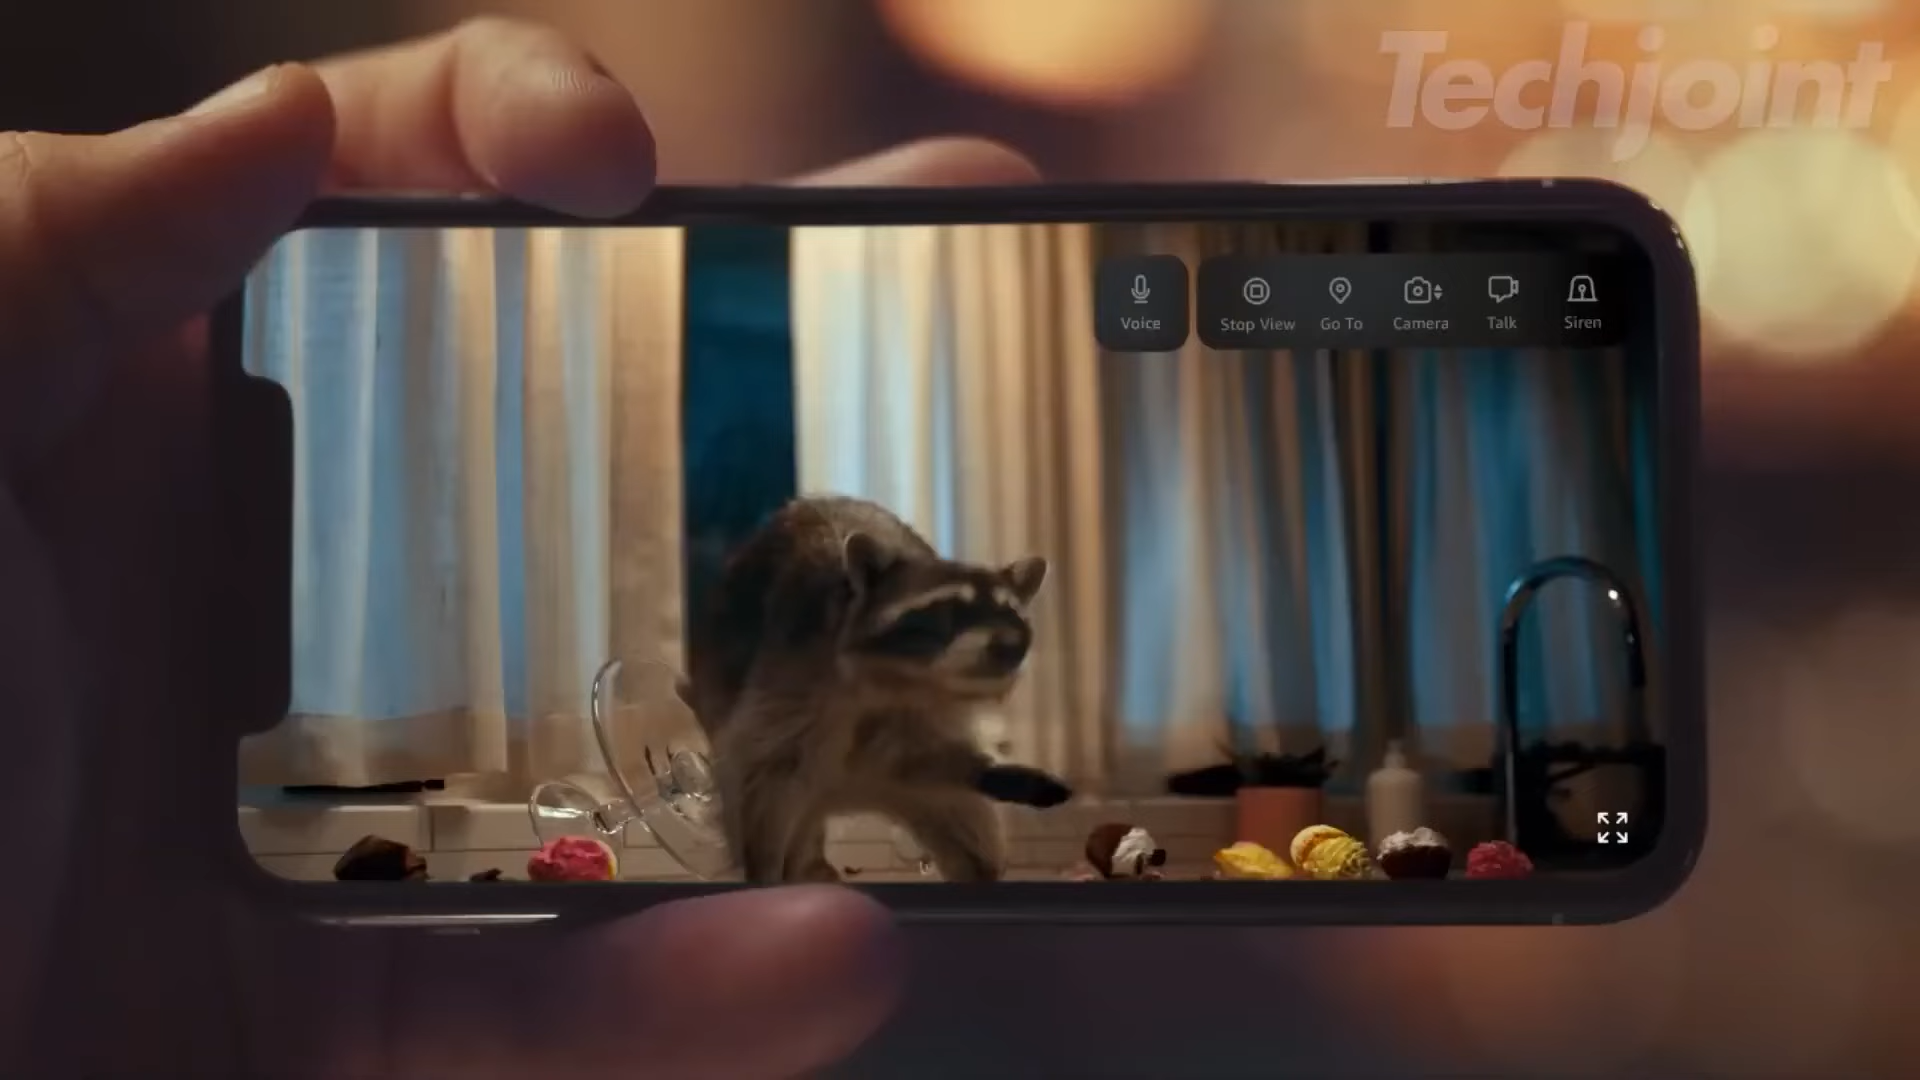 Techjoint
Voice
Stop View
Go To
Camera
Talk
Siren